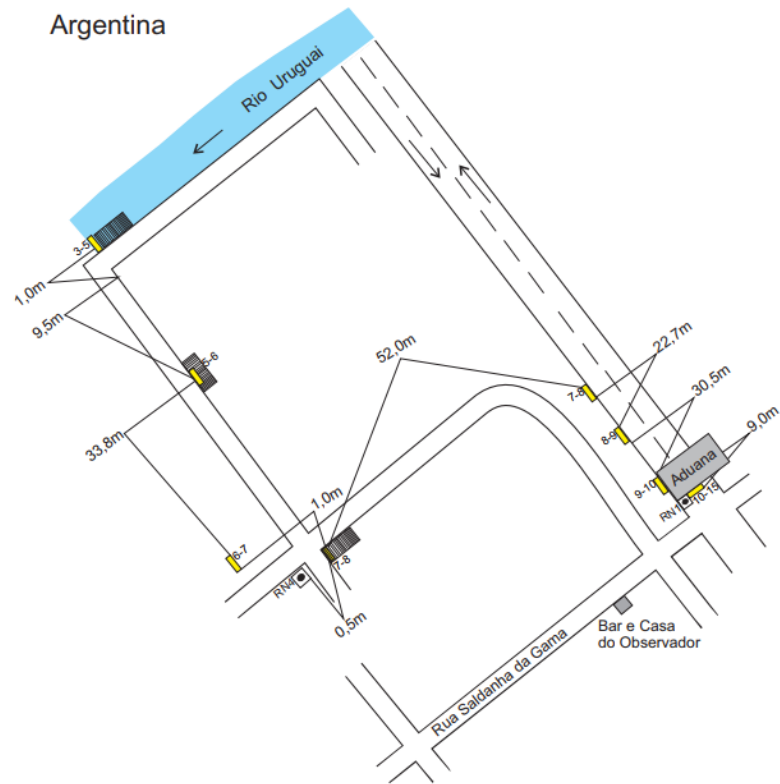 Argentina
Rio Uruguai
3-5
1,0m
9,5m
5-6
52,0m
22,7m
7-8
30,5m
8-9
9,0m
33,8m
Aduana
9-10
10-15
RN1
1,0m
6-7
7-8
RN4
0,5m
Bar e Casa
do Observador
Rua Saldanha da Gama